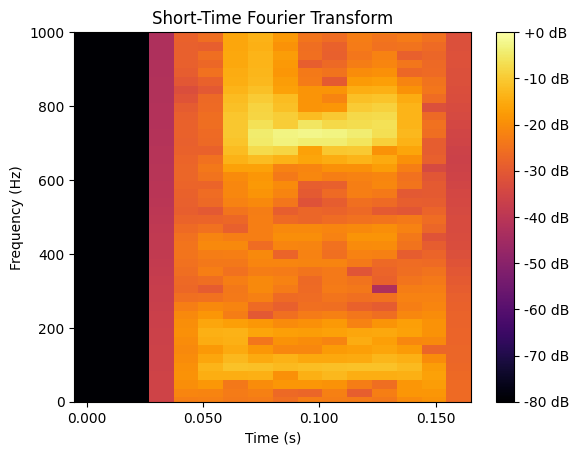 Short-Time Fourier Transform
1000
800
600
400
200
0
Frequency (Hz)
0.000
0.050
0.100
0.150
Time (s)
+0 dB
-10 dB
-20 dB
-30 dB
-40 dB
-50 dB
-60 dB
-70 dB
-80 dB